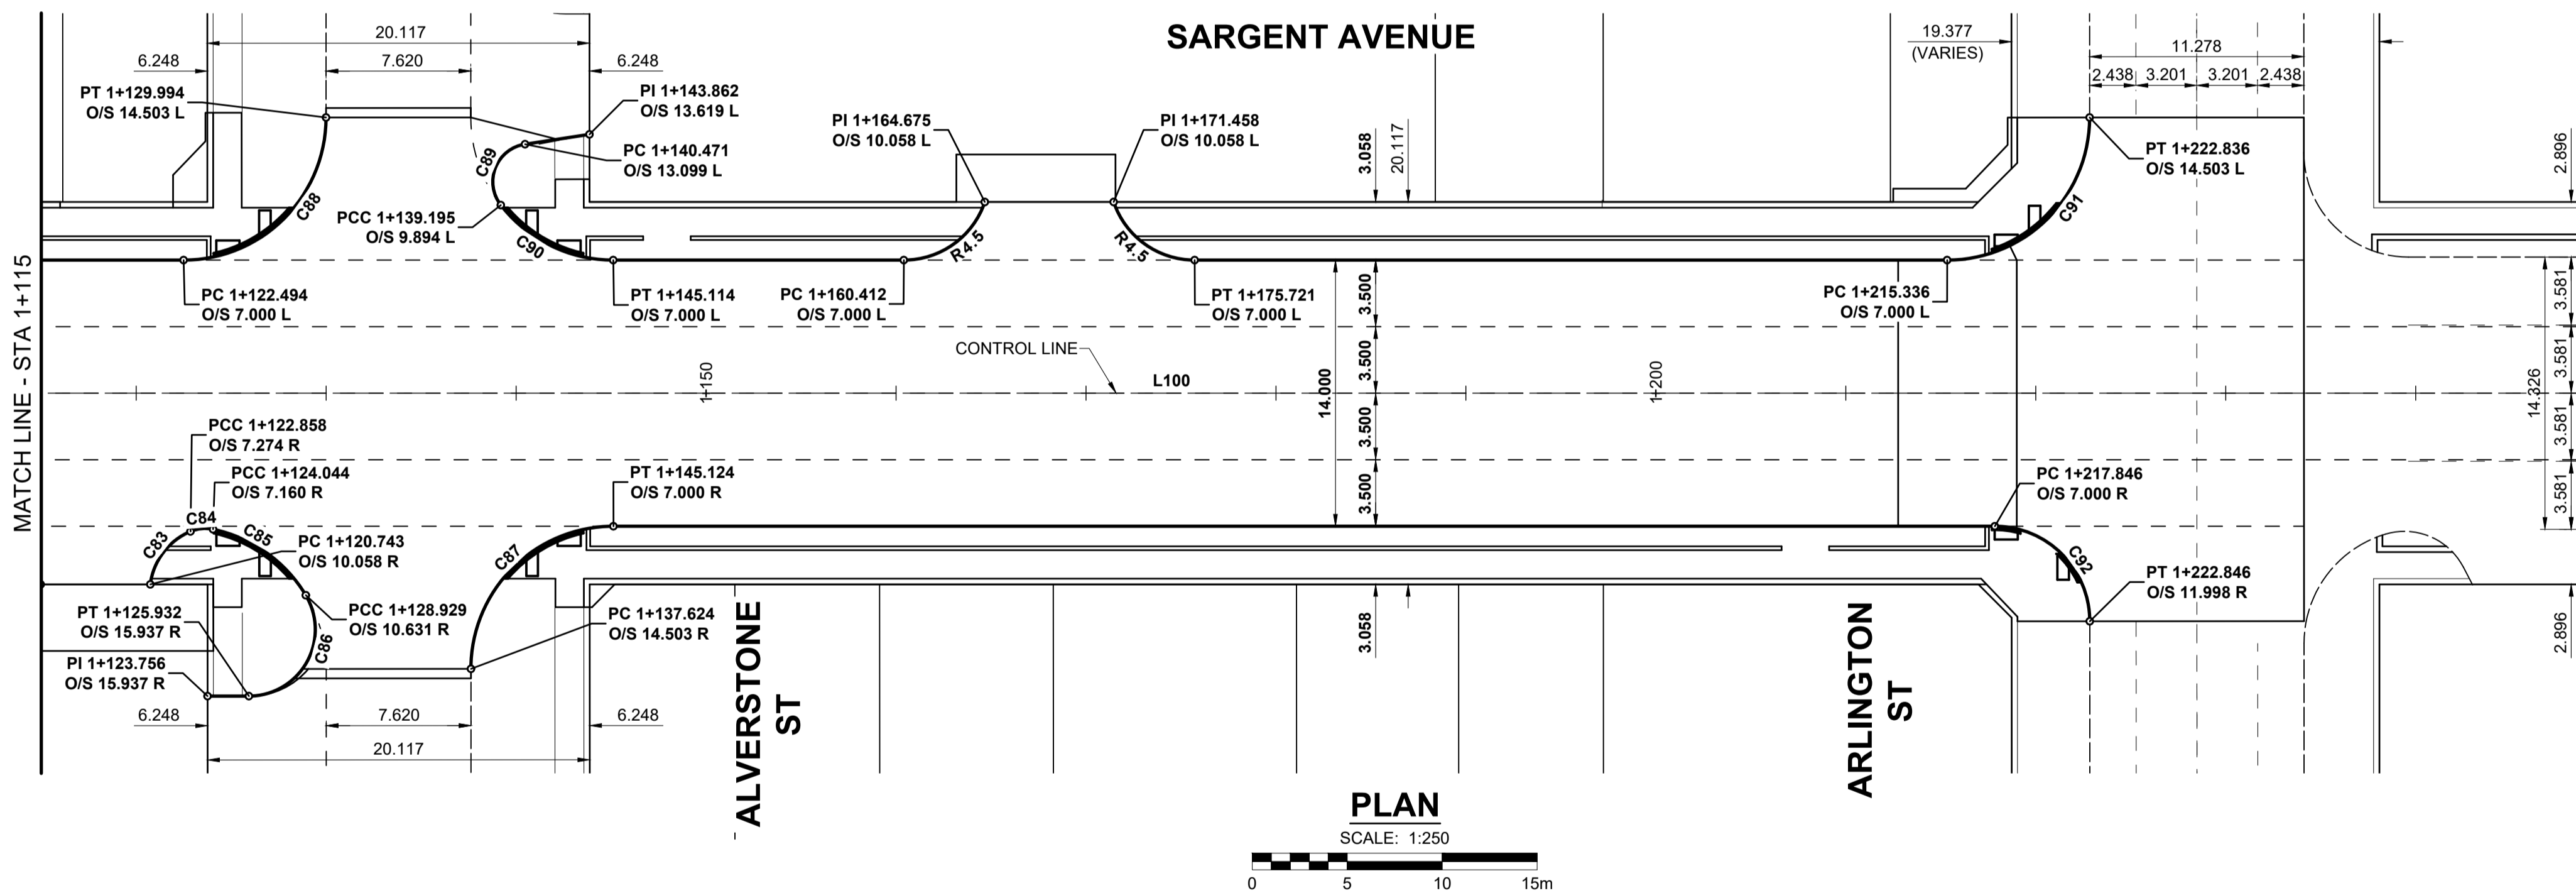 SARGENT AVENUE
20.117
6.248
7.620
6.248
PT 1+129.994
O/S 14.503 L
PI 1+143.862
O/S 13.619 L
PC 1+140.471
O/S 13.099 L
C89
C88
PCC 1+139.195
O/S 9.894 L
C90
PI 1+164.675
O/S 10.058 L
PI 1+171.458
O/S 10.058 L
R4.5
R4.5
3.058
20.117
19.377
(VARIES)
11.278
2.438
3.201
3.201
2.438
PT 1+222.836
O/S 14.503 L
C91
2.896
PC 1+122.494
O/S 7.000 L
PT 1+145.114
O/S 7.000 L
PC 1+160.412
O/S 7.000 L
PT 1+175.721
O/S 7.000 L
PC 1+215.336
O/S 7.000 L
MATCH LINE - STA 1+115
CONTROL LINE
L100
1+150
1+200
14.000
3.500
3.500
3.500
3.500
3.581
3.581
3.581
3.581
14.326
PCC 1+122.858
O/S 7.274 R
PCC 1+124.044
O/S 7.160 R
PT 1+145.124
O/S 7.000 R
PC 1+217.846
O/S 7.000 R
C84
C83
C85
PC 1+120.743
O/S 10.058 R
C87
C92
PT 1+222.846
O/S 11.998 R
PT 1+125.932
O/S 15.937 R
PCC 1+128.929
O/S 10.631 R
PC 1+137.624
O/S 14.503 R
C86
PI 1+123.756
O/S 15.937 R
3.058
2.896
6.248
7.620
6.248
20.117
ALVERSTONE
ST
ARLINGTON
ST
PLAN
SCALE: 1:250
0
5
10
15m